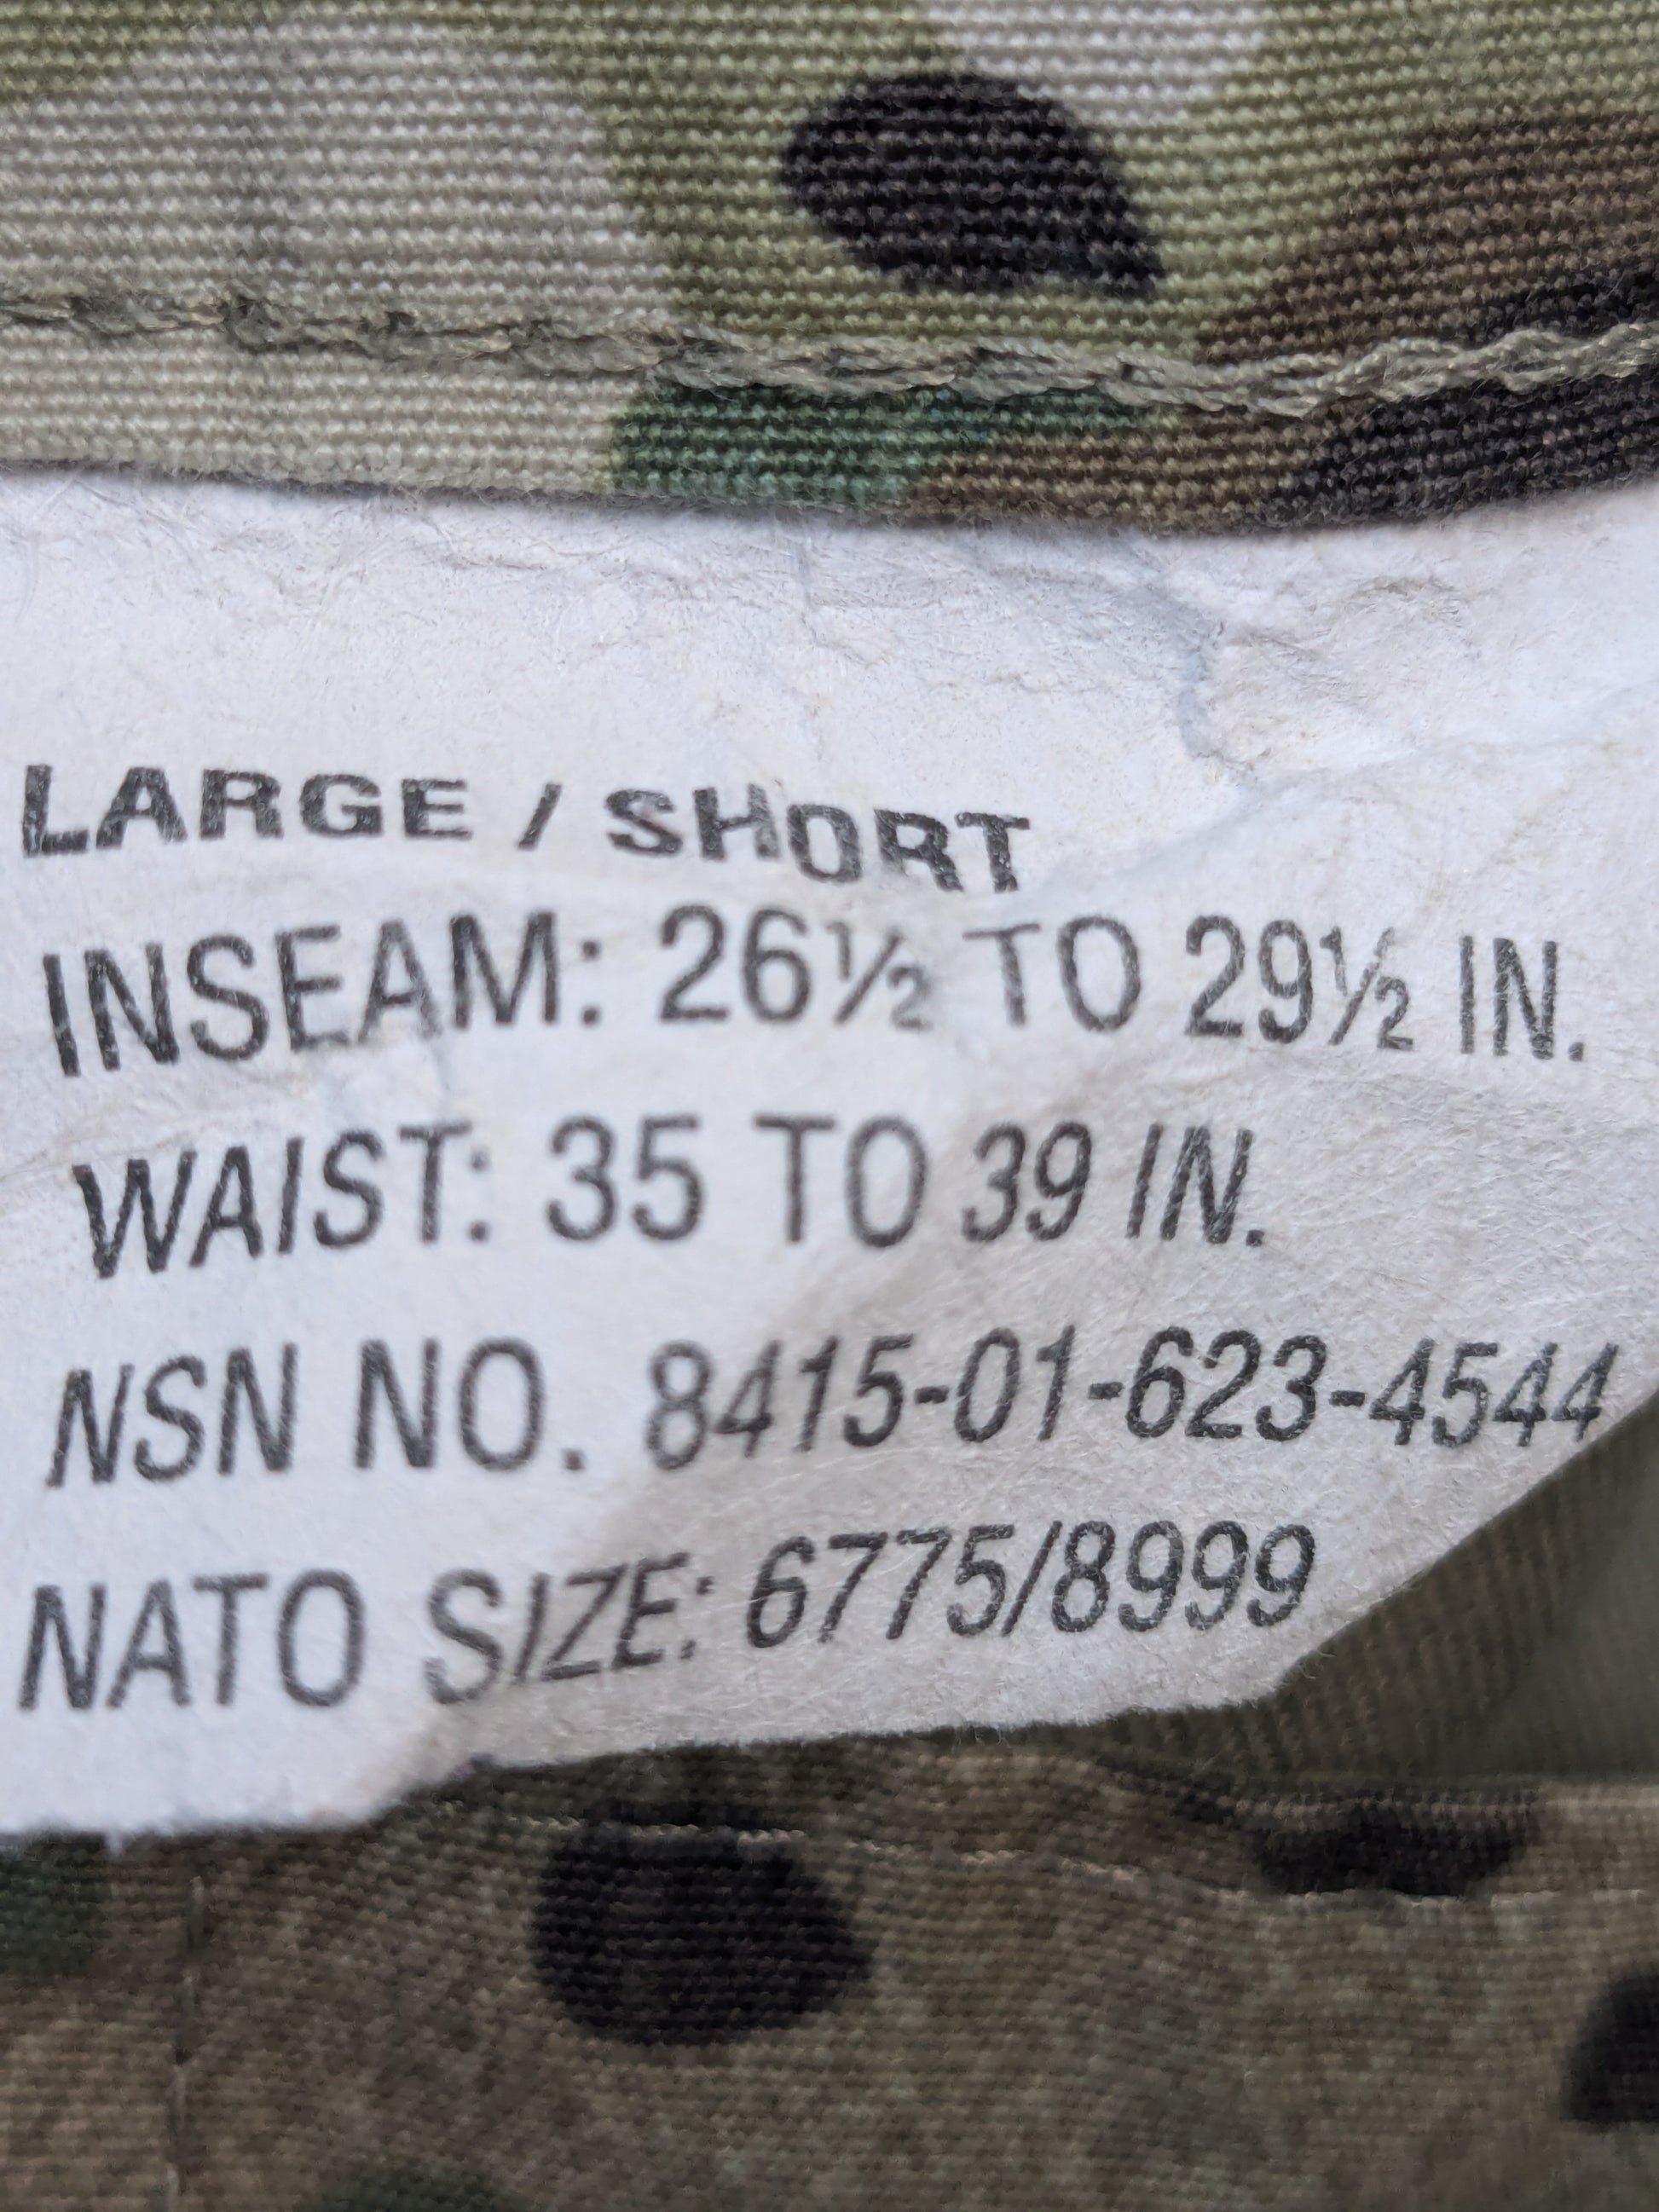 LARGE / SHORT
INSEAM: 26½ TO 29½ IN.
WAIST: 35 TO 39 IN.
NSN NO. 8415-01-623-4544
NATO SIZE: 6775/8999